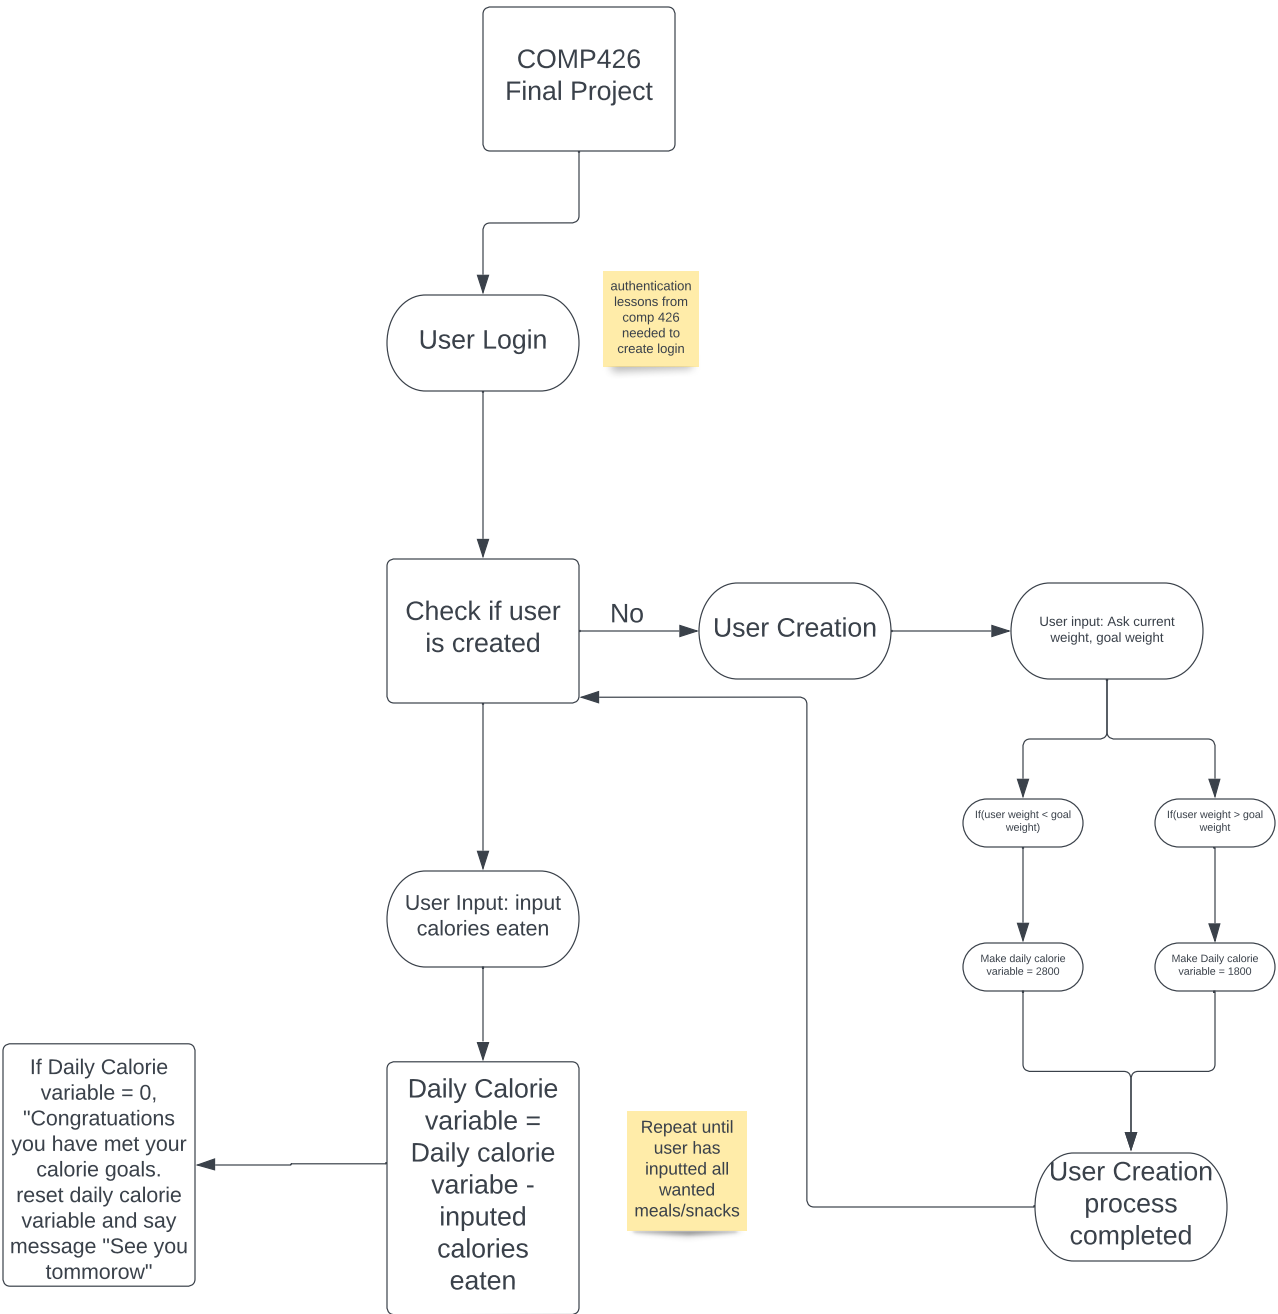 COMP426
Final Project
User Login
authentication
lessons from
comp 426
needed to
create login
Check if user
is created
No
User Creation
User input: Ask current
weight, goal weight
If(user weight < goal
weight)
If(user weight > goal
weight
User Input: input
calories eaten
Make daily calorie
variable = 2800
Make Daily calorie
variable = 1800
If Daily Calorie
variable = 0,
"Congratuations
you have met your
calorie goals.
reset daily calorie
variable and say
message "See you
tommorow"
Daily Calorie
variable =
Daily calorie
variabe -
inputed
calories
eaten
Repeat until
user has
inputted all
wanted
meals/snacks
User Creation
process
completed